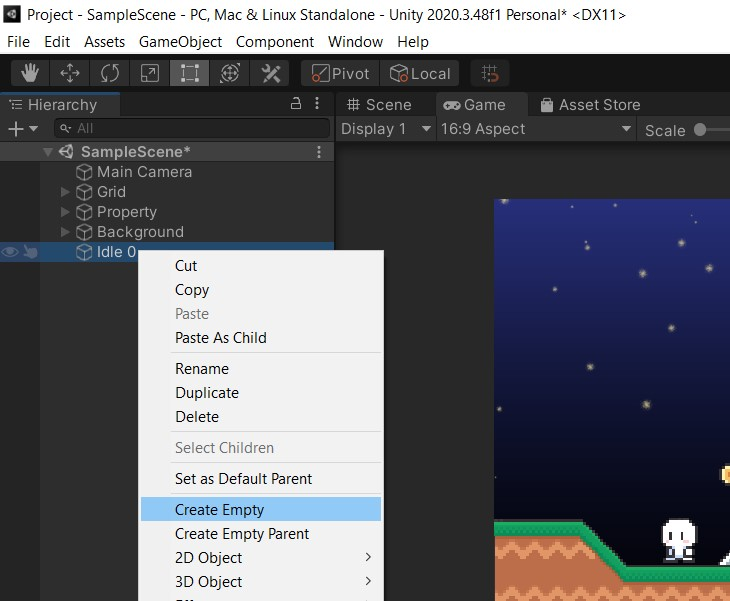 Project - SampleScene - PC, Mac & Linux Standalone - Unity 2020.3.48f1 Personal* <DX11>
File Edit Assets GameObject Component Window Help
Pivot Local
Hierarchy
Scene Game Asset Store
All
Display 1 16:9 Aspect Scale
SampleScene*
Main Camera
Grid
Property
Background
Idle 0
Cut
Copy
Paste
Paste As Child
Rename
Duplicate
Delete
Select Children
Set as Default Parent
Create Empty
Create Empty Parent
2D Object
3D Object